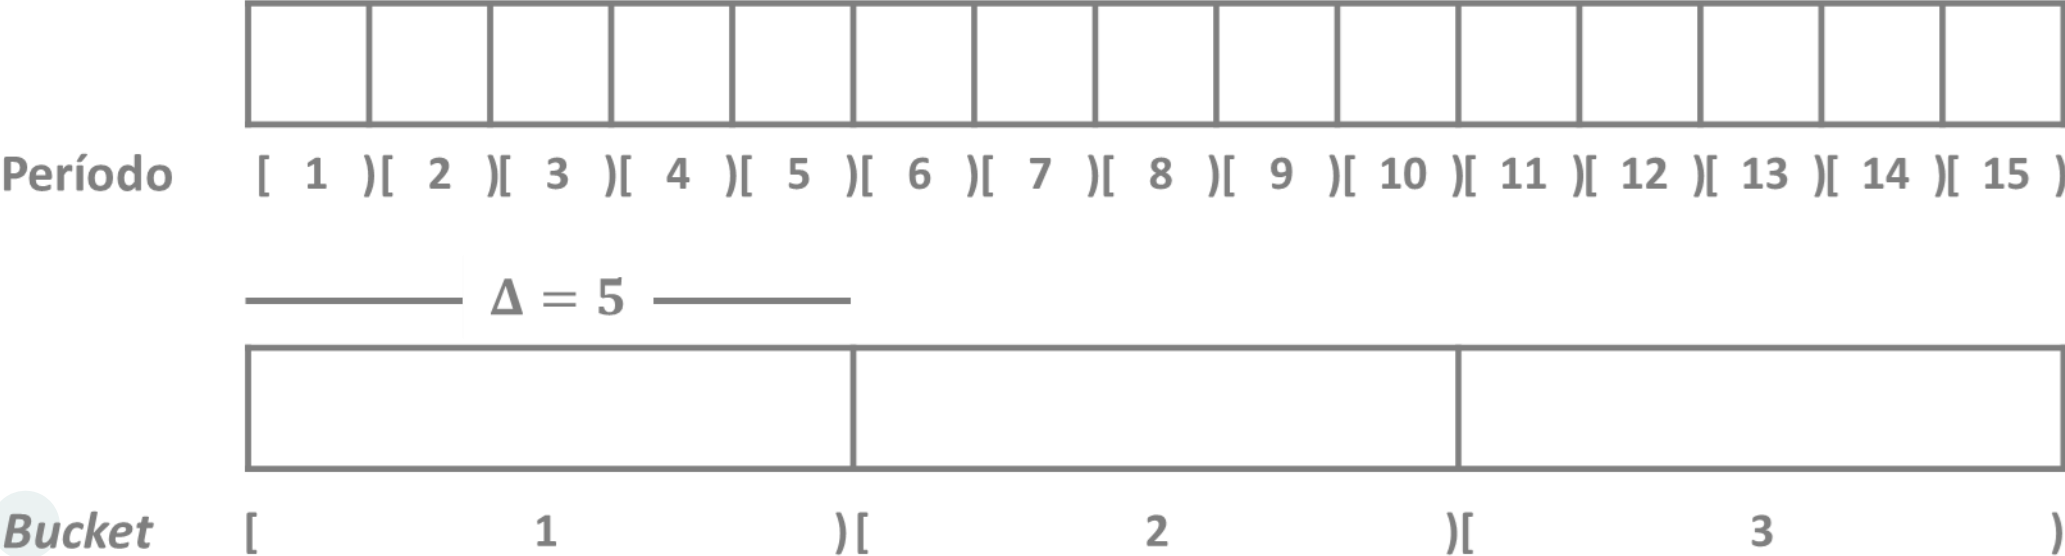 Período [ 1 )[ 2 )[ 3 )[ 4 )[ 5 )[ 6 )[ 7 )[ 8 )[ 9 )[ 10 )[ 11 )[ 12 )[ 13 )[ 14 )[ 15 )
Δ = 5
Bucket [ 1 )[ 2 )[ 3 )